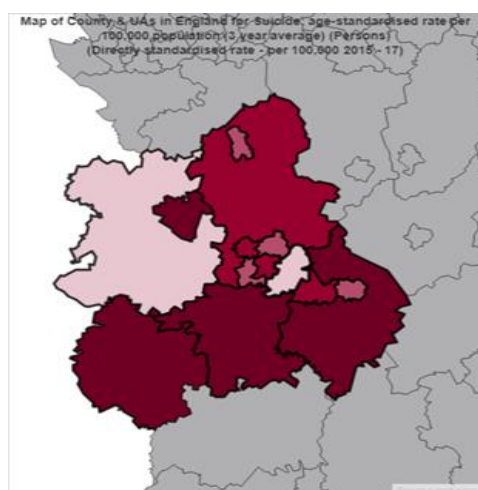 Map of County & UAs in England for Suicide: age-standardised rate per
100,000 population (3 year average) (Persons)
(Directly standardised rate - per 100,000 2015 - 17)